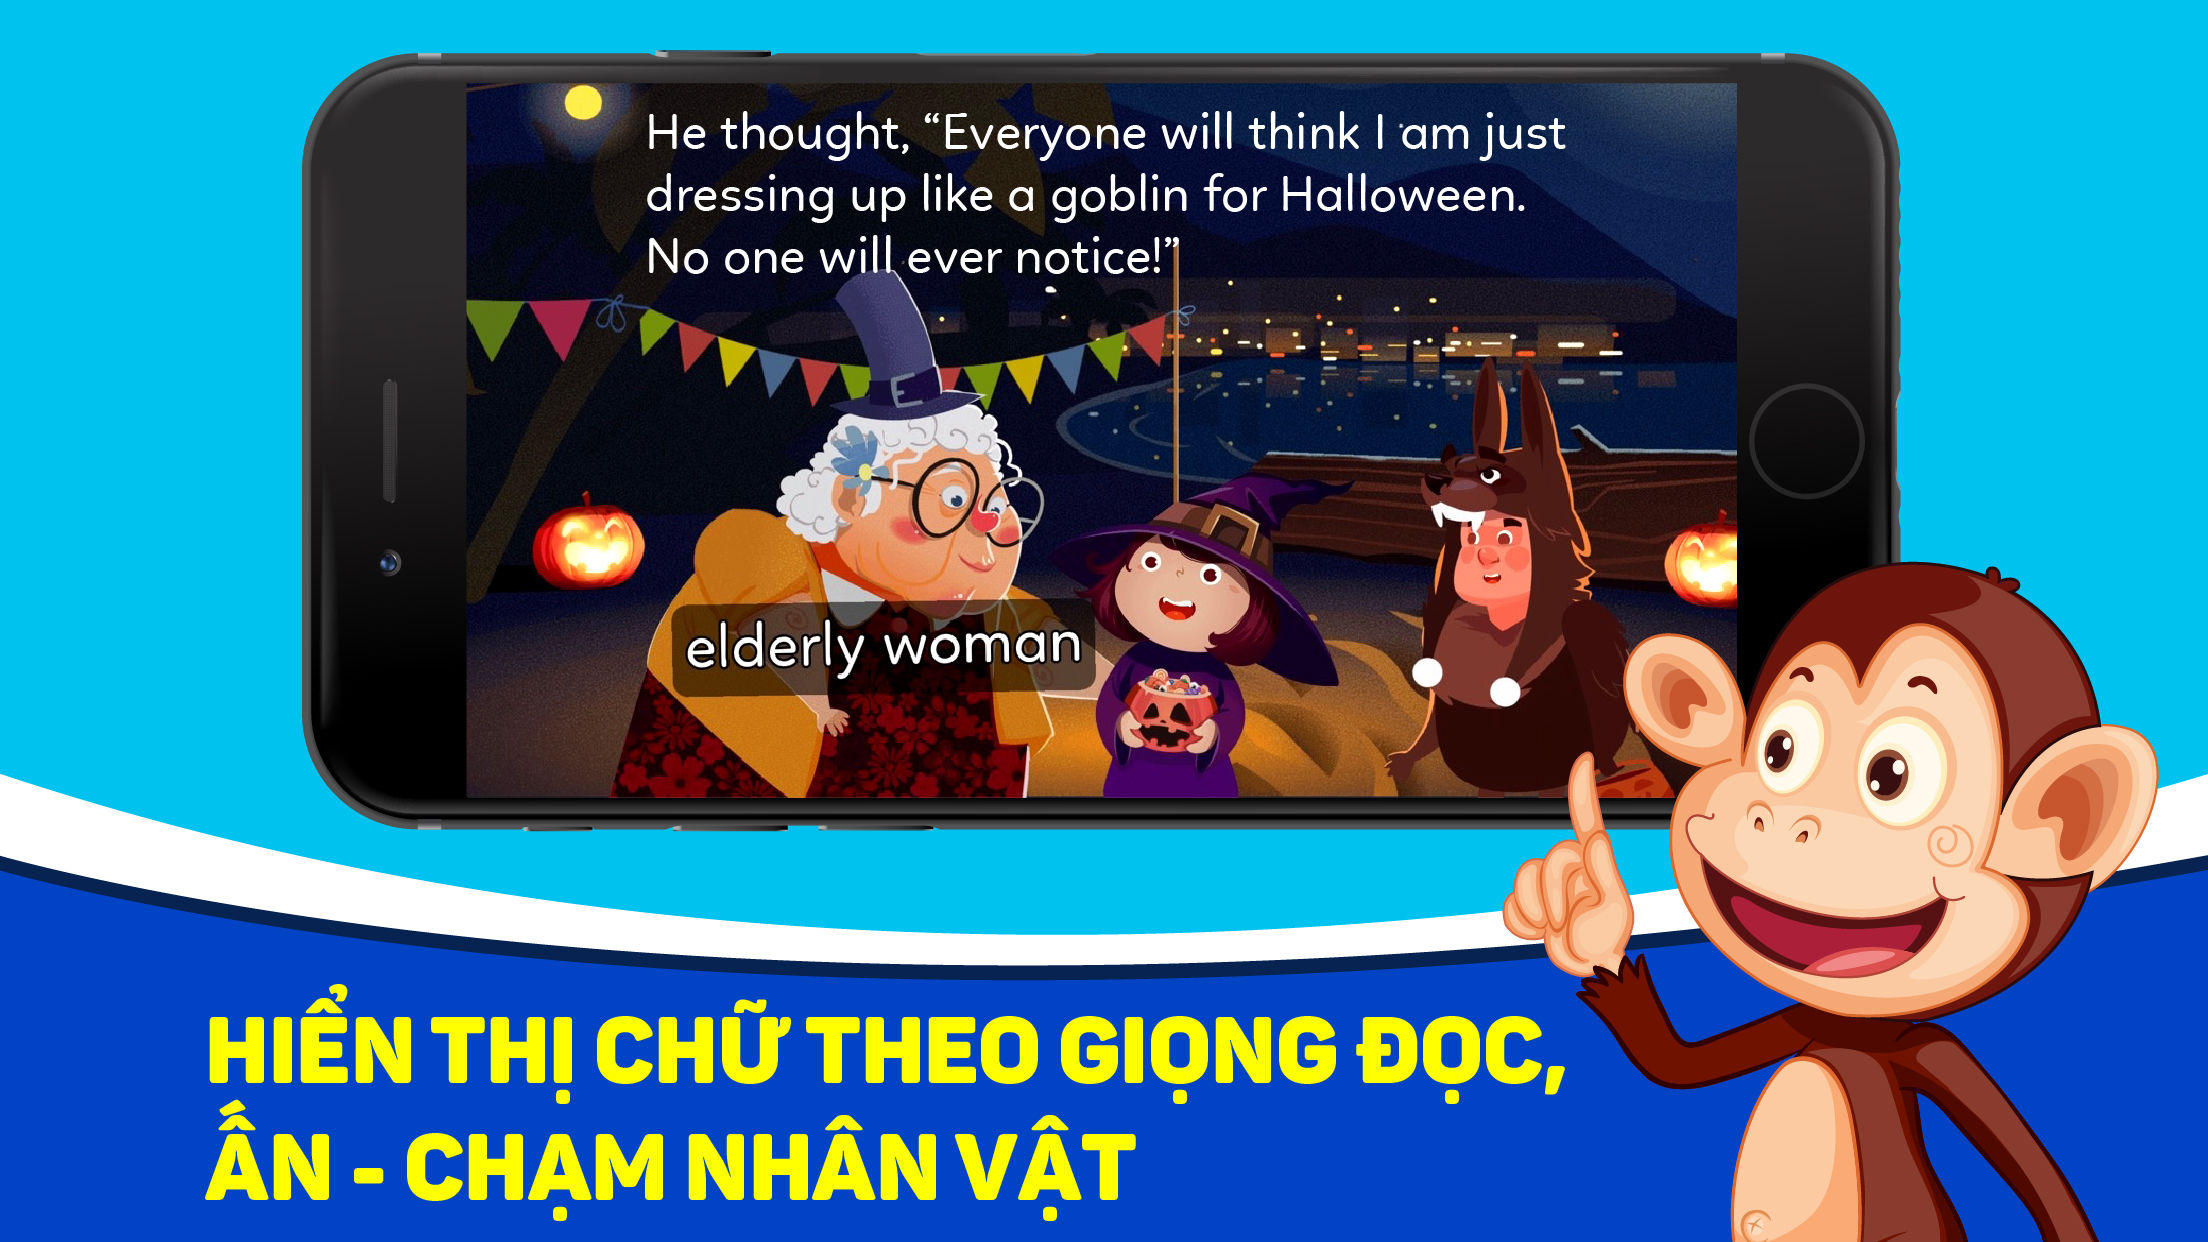 He thought, “Everyone will think I am just
dressing up like a goblin for Halloween.
No one will ever notice!”
elderly woman
HIỂN THỊ CHỮ THEO GIỌNG ĐỌC,
ẤN - CHẠM NHÂN VẬT